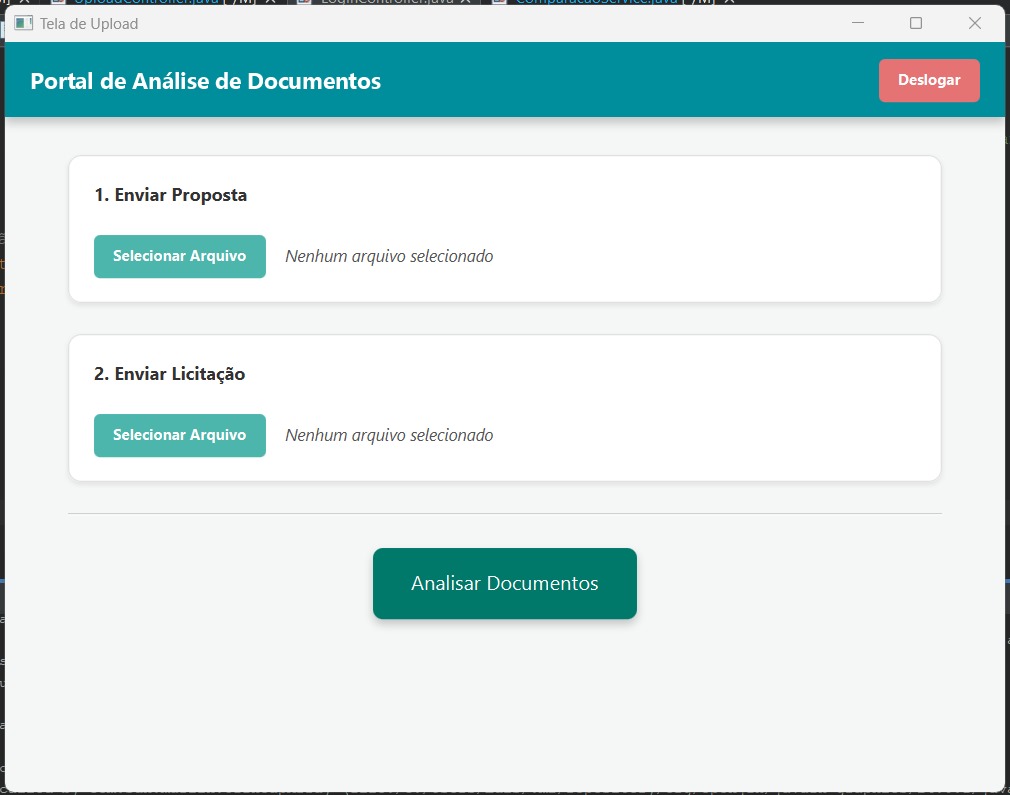 Tela de Upload
Portal de Análise de Documentos
Deslogar
1. Enviar Proposta
Selecionar Arquivo
Nenhum arquivo selecionado
2. Enviar Licitação
Selecionar Arquivo
Nenhum arquivo selecionado
Analisar Documentos